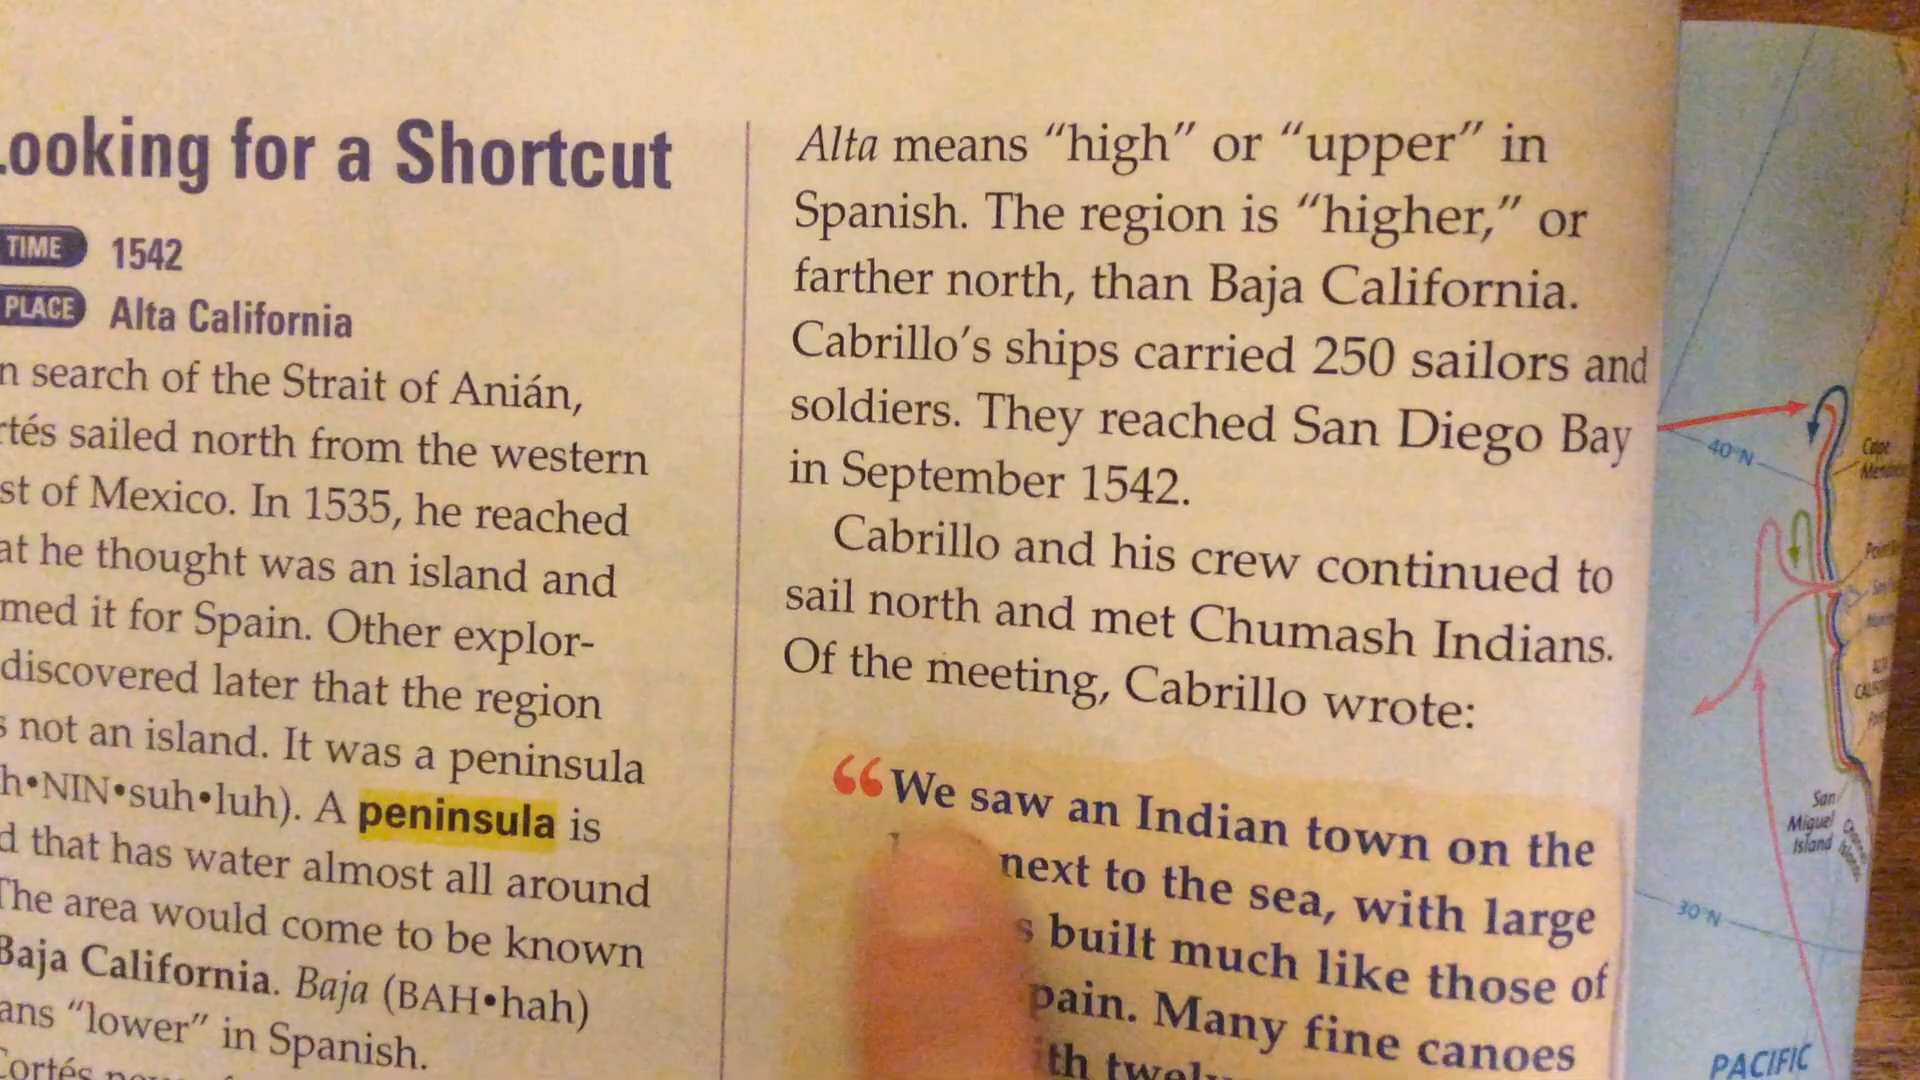 Looking for a Shortcut
TIME 1542
PLACE Alta California
n search of the Strait of Anián,
rtés sailed north from the western
st of Mexico. In 1535, he reached
at he thought was an island and
med it for Spain. Other explor-
discovered later that the region
s not an island. It was a peninsula
h•NIN•suh•luh). A peninsula is
d that has water almost all around
The area would come to be known
Baja California. Baja (BAH•hah)
ans "lower" in Spanish.
Cortés
Alta means "high" or "upper" in
Spanish. The region is "higher," or
farther north, than Baja California.
Cabrillo's ships carried 250 sailors and
soldiers. They reached San Diego Bay
in September 1542.
Cabrillo and his crew continued to
sail north and met Chumash Indians.
Of the meeting, Cabrillo wrote:
“We saw an Indian town on the
next to the sea, with large
s built much like those of
pain. Many fine canoes
ith
40°N
Cape
San
Miguel
Island
30°N
PACIFIC